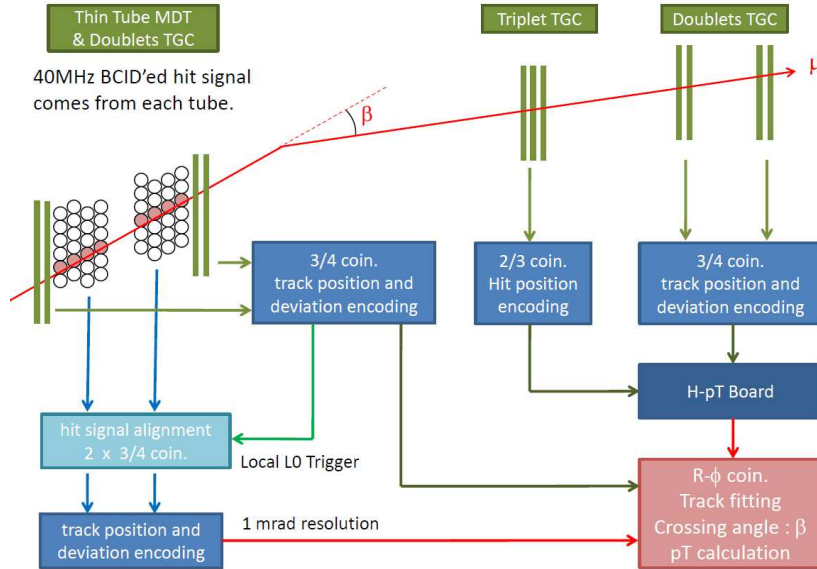 Thin Tube MDT
& Doublets TGC
Triplet TGC
Doublets TGC
40MHz BCID'ed hit signal
comes from each tube.
β
μ
3/4 coin.
track position and
deviation encoding
2/3 coin.
Hit position
encoding
3/4 coin.
track position and
deviation encoding
H-pT Board
hit signal alignment
2 x 3/4 coin.
Local L0 Trigger
R-ϕ coin.
Track fitting
Crossing angle : β
pT calculation
track position and
deviation encoding
1 mrad resolution